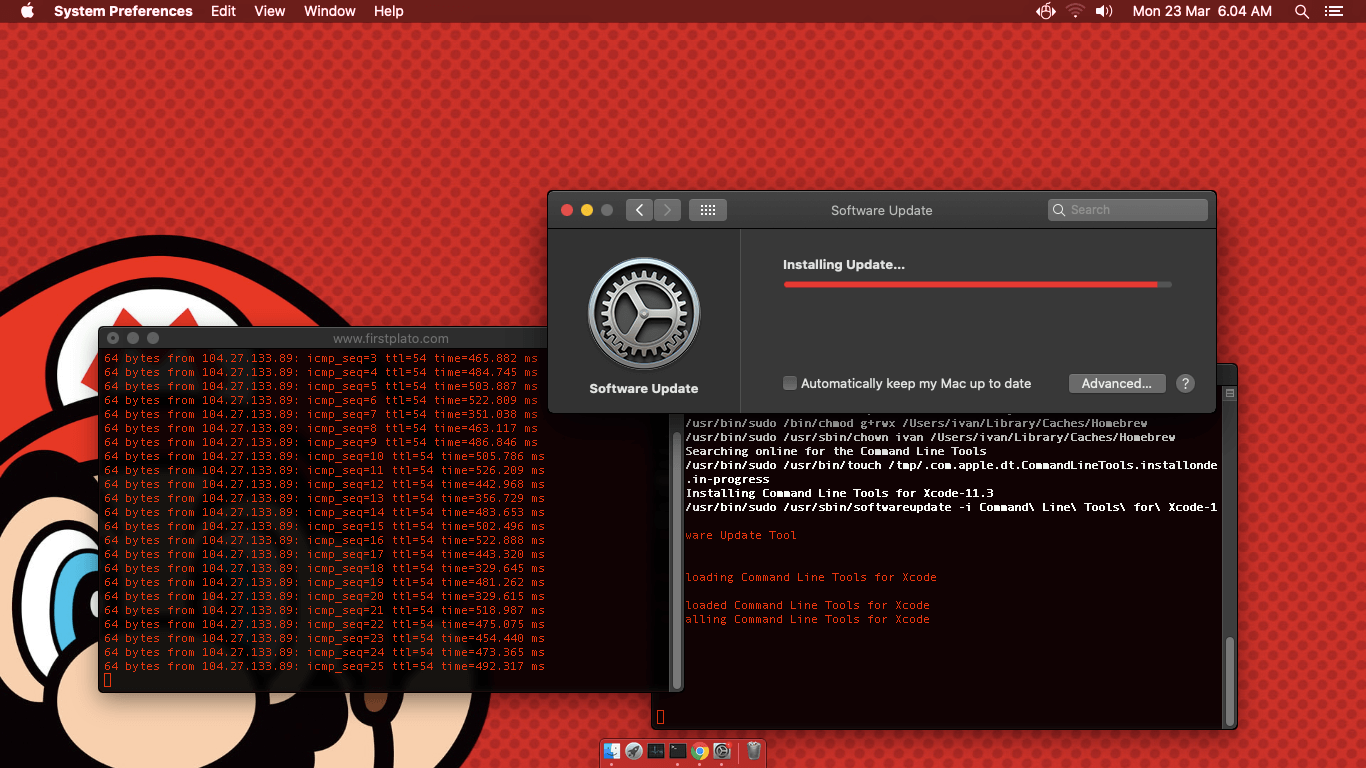 System Preferences Edit View Window Help Mon 23 Mar 6.04 AM
Software Update
Search
Installing Update...
Software Update
Automatically keep my Mac up to date Advanced... ?
www.firstplato.com
64 bytes from 104.27.133.89: icmp_seq=3 ttl=54 time=465.882 ms
64 bytes from 104.27.133.89: icmp_seq=4 ttl=54 time=484.745 ms
64 bytes from 104.27.133.89: icmp_seq=5 ttl=54 time=503.887 ms
64 bytes from 104.27.133.89: icmp_seq=6 ttl=54 time=522.809 ms
64 bytes from 104.27.133.89: icmp_seq=7 ttl=54 time=351.038 ms
64 bytes from 104.27.133.89: icmp_seq=8 ttl=54 time=463.117 ms
64 bytes from 104.27.133.89: icmp_seq=9 ttl=54 time=486.846 ms
64 bytes from 104.27.133.89: icmp_seq=10 ttl=54 time=505.786 ms
64 bytes from 104.27.133.89: icmp_seq=11 ttl=54 time=526.209 ms
64 bytes from 104.27.133.89: icmp_seq=12 ttl=54 time=442.968 ms
64 bytes from 104.27.133.89: icmp_seq=13 ttl=54 time=356.729 ms
64 bytes from 104.27.133.89: icmp_seq=14 ttl=54 time=483.653 ms
64 bytes from 104.27.133.89: icmp_seq=15 ttl=54 time=502.496 ms
64 bytes from 104.27.133.89: icmp_seq=16 ttl=54 time=522.888 ms
64 bytes from 104.27.133.89: icmp_seq=17 ttl=54 time=443.320 ms
64 bytes from 104.27.133.89: icmp_seq=18 ttl=54 time=329.645 ms
64 bytes from 104.27.133.89: icmp_seq=19 ttl=54 time=481.262 ms
64 bytes from 104.27.133.89: icmp_seq=20 ttl=54 time=329.615 ms
64 bytes from 104.27.133.89: icmp_seq=21 ttl=54 time=518.987 ms
64 bytes from 104.27.133.89: icmp_seq=22 ttl=54 time=475.075 ms
64 bytes from 104.27.133.89: icmp_seq=23 ttl=54 time=454.440 ms
64 bytes from 104.27.133.89: icmp_seq=24 ttl=54 time=473.365 ms
64 bytes from 104.27.133.89: icmp_seq=25 ttl=54 time=492.317 ms
/usr/bin/sudo /bin/chmod g+rwx /Users/ivan/Library/Caches/Homebrew
/usr/bin/sudo /usr/sbin/chown ivan /Users/ivan/Library/Caches/Homebrew
Searching online for the Command Line Tools
/usr/bin/sudo /usr/bin/touch /tmp/.com.apple.dt.CommandLineTools.installonde
.in-progress
Installing Command Line Tools for Xcode-11.3
/usr/bin/sudo /usr/sbin/softwareupdate -i Command\ Line\ Tools\ for\ Xcode-1
ware Update Tool
loading Command Line Tools for Xcode
loaded Command Line Tools for Xcode
alling Command Line Tools for Xcode